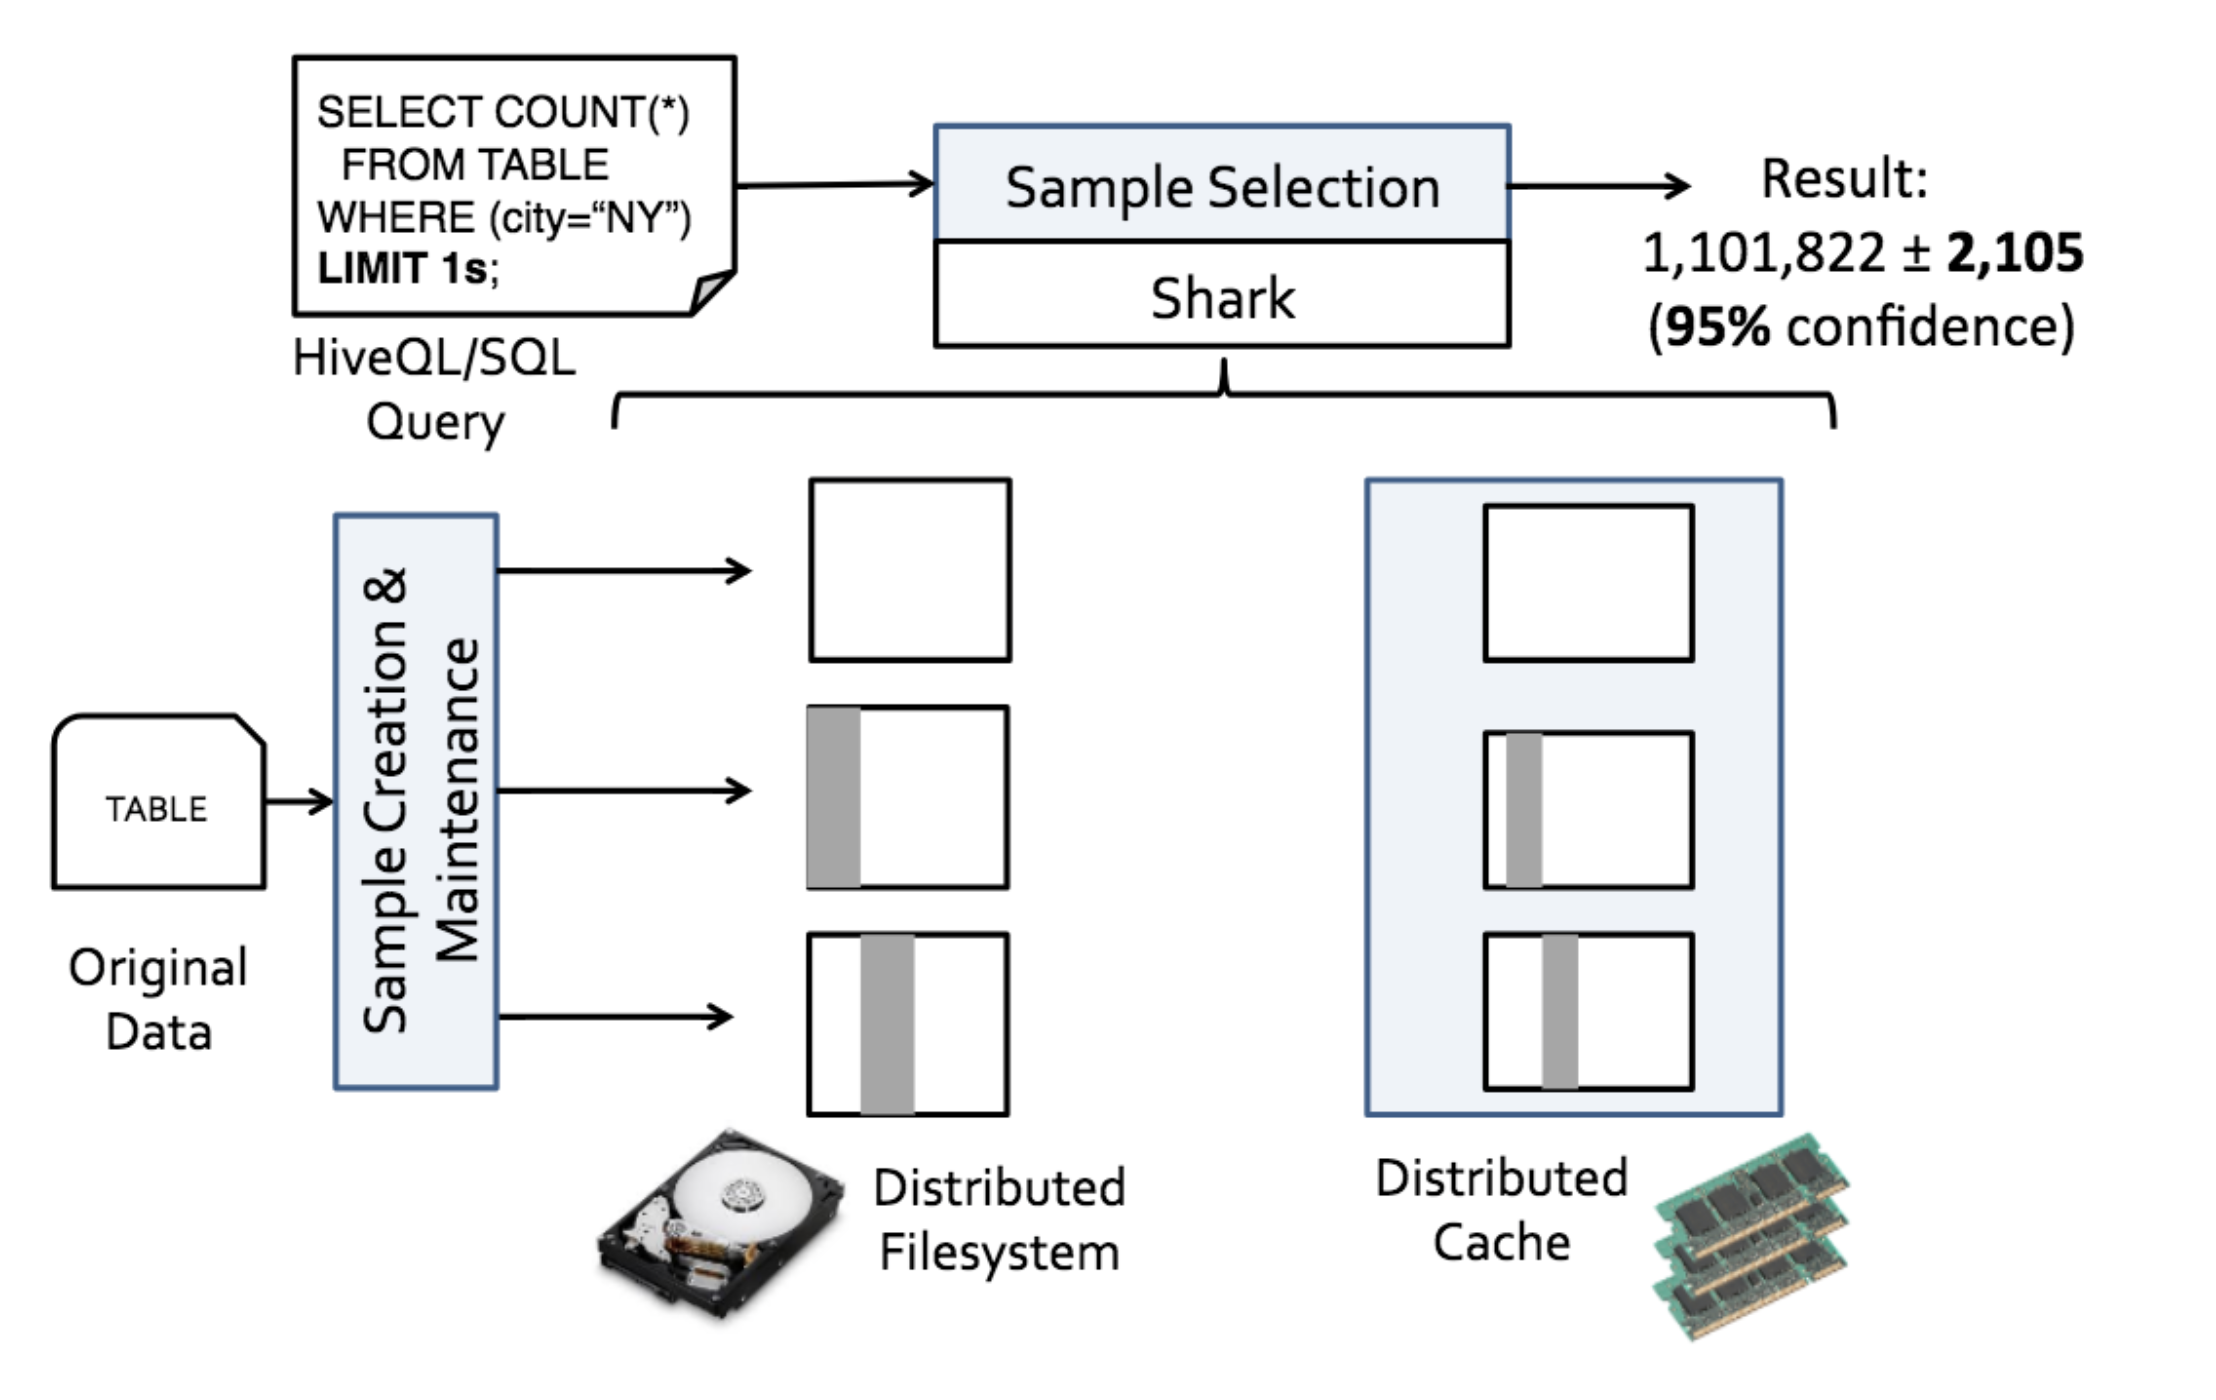 SELECT COUNT(*)
FROM TABLE
WHERE (city=“NY”)
LIMIT 1s;
HiveQL/SQL
Query
Sample Selection
Shark
Result:
1,101,822 ± 2,105
(95% confidence)
TABLE
Original
Data
Sample Creation &
Maintenance
Distributed
Filesystem
Distributed
Cache